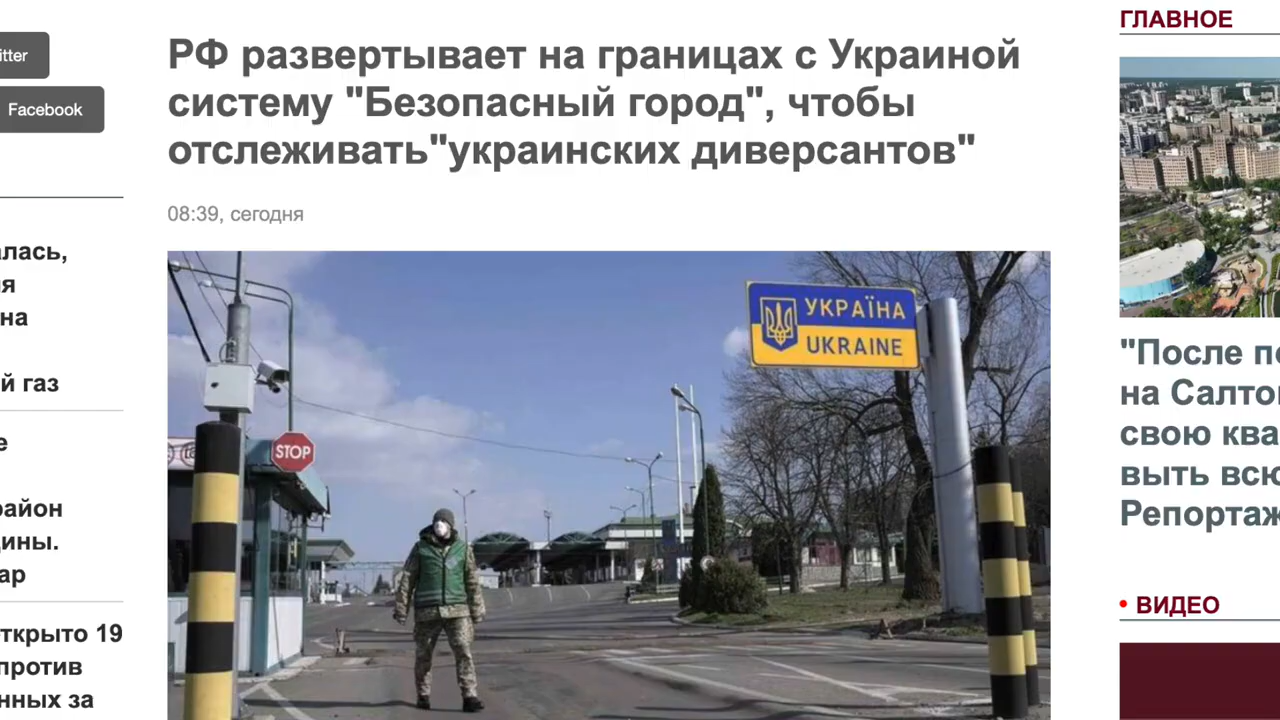 itter
Facebook
РФ развертывает на границах с Украиной
систему "Безопасный город", чтобы
отслеживать"украинских диверсантов"
08:39, сегодня
алась,
я
на
й газ
е
район
ины.
ар
ткрыто 19
против
нных за
УКРАЇНА
UKRAINE
STOP
ГЛАВНОЕ
"После п
на Салто
свою ква
выть всю
Репортаж
• ВИДЕО